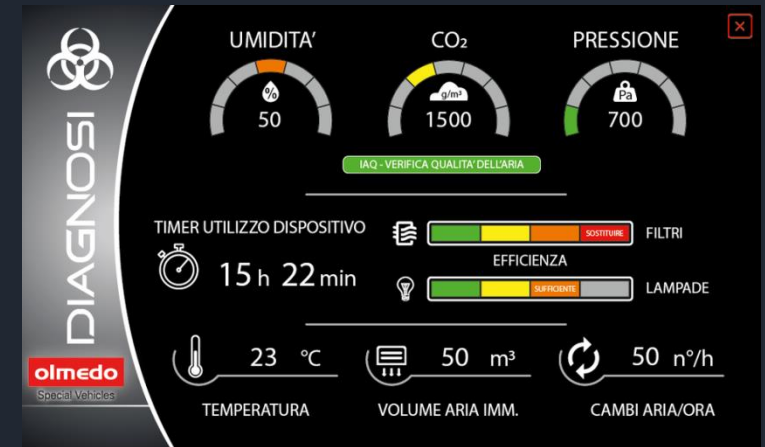 DIAGNOSI
olmedo
Special Vehicles
UMIDITA'
%
50
CO₂
g/m³
1500
PRESSIONE
Pa
700
IAQ - VERIFICA QUALITA' DELL'ARIA
TIMER UTILIZZO DISPOSITIVO
15 h 22 min
SOSTITUIRE
FILTRI
EFFICIENZA
SUFFICIENTE
LAMPADE
23 °C
TEMPERATURA
50 m³
VOLUME ARIA IMM.
50 n°/h
CAMBI ARIA/ORA